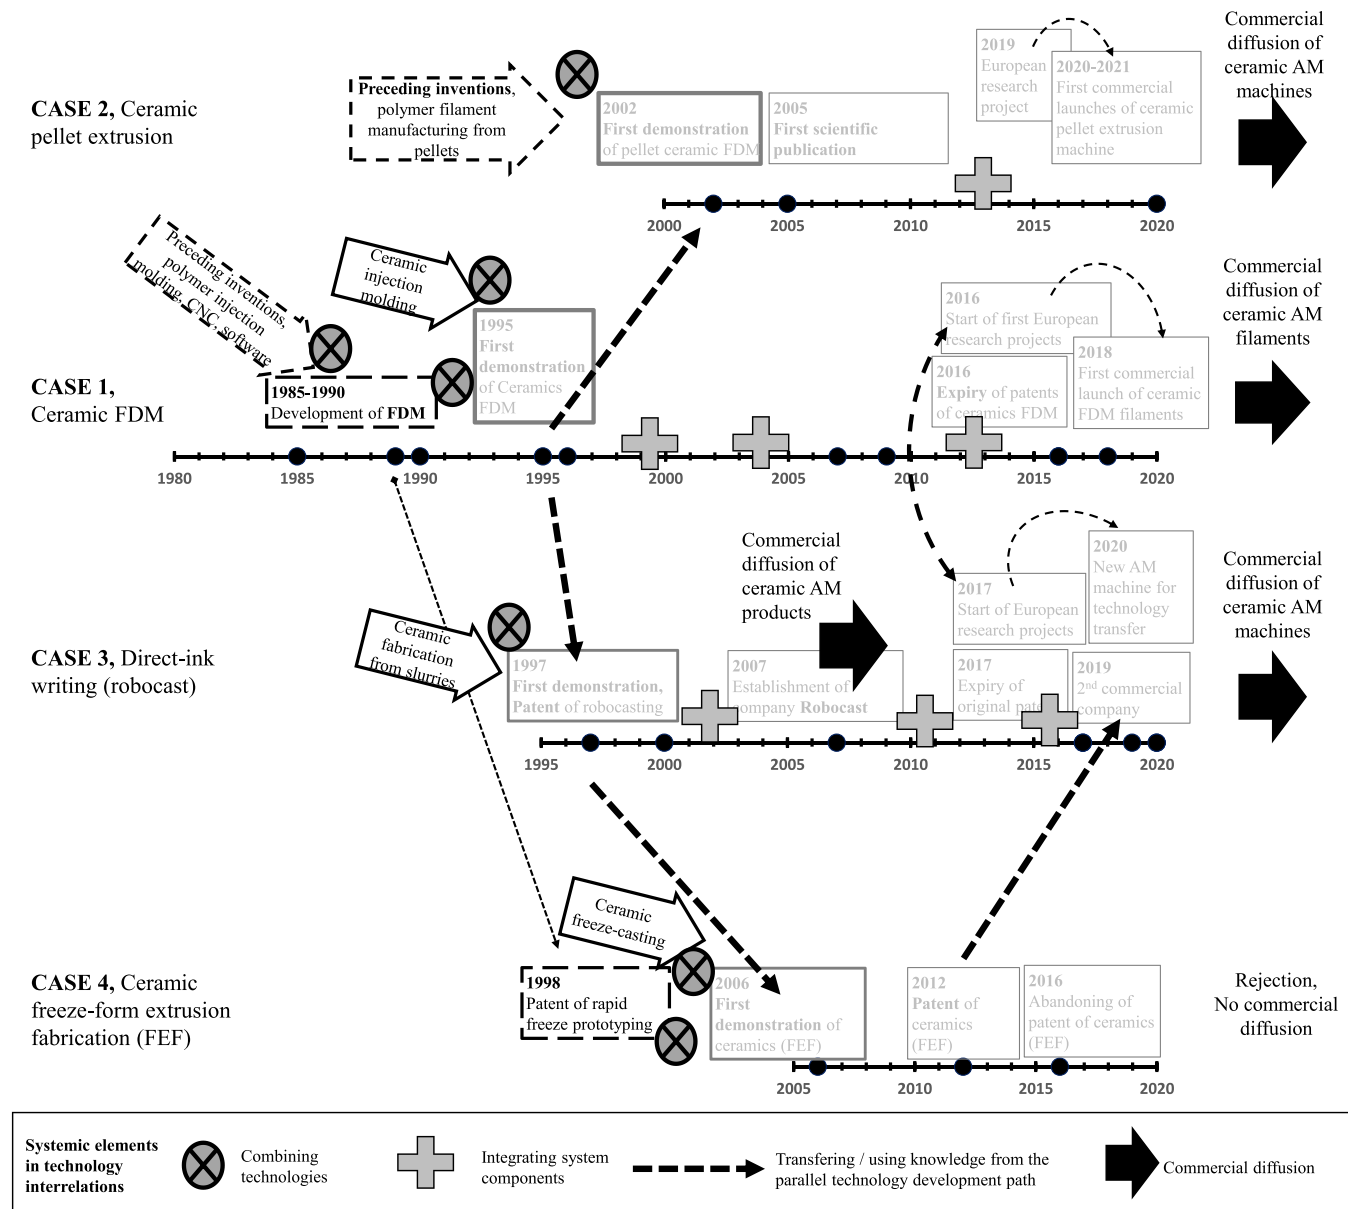 Commercial
diffusion of
ceramic AM
machines
CASE 2, Ceramic
pellet extrusion
Preceding inventions,
polymer filament
manufacturing from
pellets
2002
First demonstration
of pellet ceramic FDM
2005
First scientific
publication
2019
European
research
project
2020-2021
First commercial
launches of ceramic
pellet extrusion
machine
2000
2005
2010
2015
2020
Preceding inventions,
polymer injection
molding, CNC, software
Ceramic
injection
molding
Commercial
diffusion of
ceramic AM
filaments
CASE 1,
Ceramic FDM
1985-1990
Development of FDM
1995
First
demonstration
of Ceramics
FDM
2016
Start of first European
research projects
2016
Expiry of patents
of ceramics FDM
2018
First commercial
launch of ceramic
FDM filaments
1980
1985
1990
1995
2000
2005
2010
2015
2020
Commercial
diffusion of
ceramic AM
products
Commercial
diffusion of
ceramic AM
machines
CASE 3, Direct-ink
writing (robocast)
Ceramic
fabrication
from slurries
1997
First demonstration,
Patent of robocasting
2007
Establishment of
company Robocast
2017
Start of European
research projects
2020
New AM
machine for
technology
transfer
2017
Expiry of
original
2019
2nd commercial
company
1995
2000
2005
2010
2015
2020
Ceramic
freeze-casting
CASE 4, Ceramic
freeze-form extrusion
fabrication (FEF)
1998
Patent of rapid
freeze prototyping
2006
First
demonstration of
ceramics (FEF)
2012
Patent of
ceramics
(FEF)
2016
Abandoning of
patent of ceramics
(FEF)
Rejection,
No commercial
diffusion
2005
2010
2015
2020
Systemic elements
in technology
interrelations
Combining
technologies
Integrating system
components
Transfering / using knowledge from the
parallel technology development path
Commercial diffusion